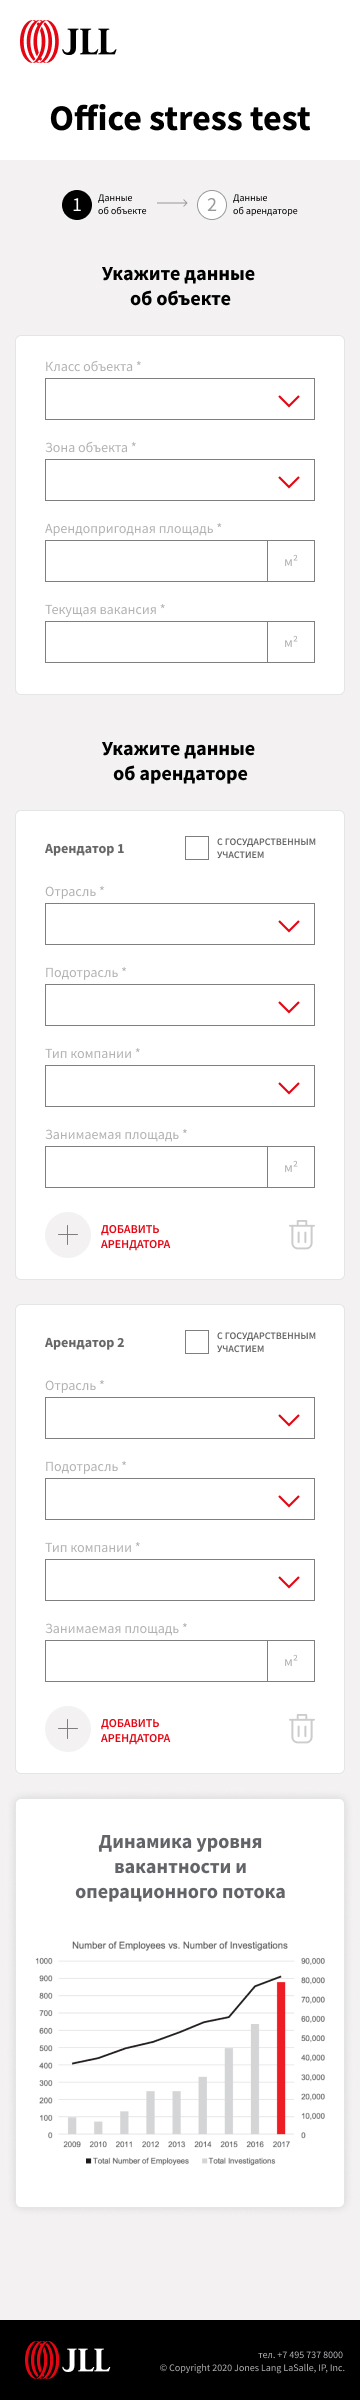 JLL
Office stress test
1
Данные
об объекте
2
Данные
об арендаторе
Укажите данные
об объекте
Класс объекта *
Зона объекта *
Арендопригодная площадь *
м²
Текущая вакансия *
м²
Укажите данные
об арендаторе
Арендатор 1
С ГОСУДАРСТВЕННЫМ
УЧАСТИЕМ
Отрасль *
Подотрасль *
Тип компании *
Занимаемая площадь *
м²
ДОБАВИТЬ
АРЕНДАТОРА
Арендатор 2
С ГОСУДАРСТВЕННЫМ
УЧАСТИЕМ
Отрасль *
Подотрасль *
Тип компании *
Занимаемая площадь *
м²
ДОБАВИТЬ
АРЕНДАТОРА
Динамика уровня
вакантности и
операционного потока
Number of Employees vs. Number of Investigations
1000 90,000
900 80,000
800 70,000
700 60,000
600 50,000
500 40,000
400 30,000
300 20,000
200 10,000
100 0
0
2009 2010 2011 2012 2013 2014 2015 2016 2017
Total Number of Employees Total Investigations
JLL
тел. +7 495 737 8000
© Copyright 2020 Jones Lang LaSalle, IP, Inc.